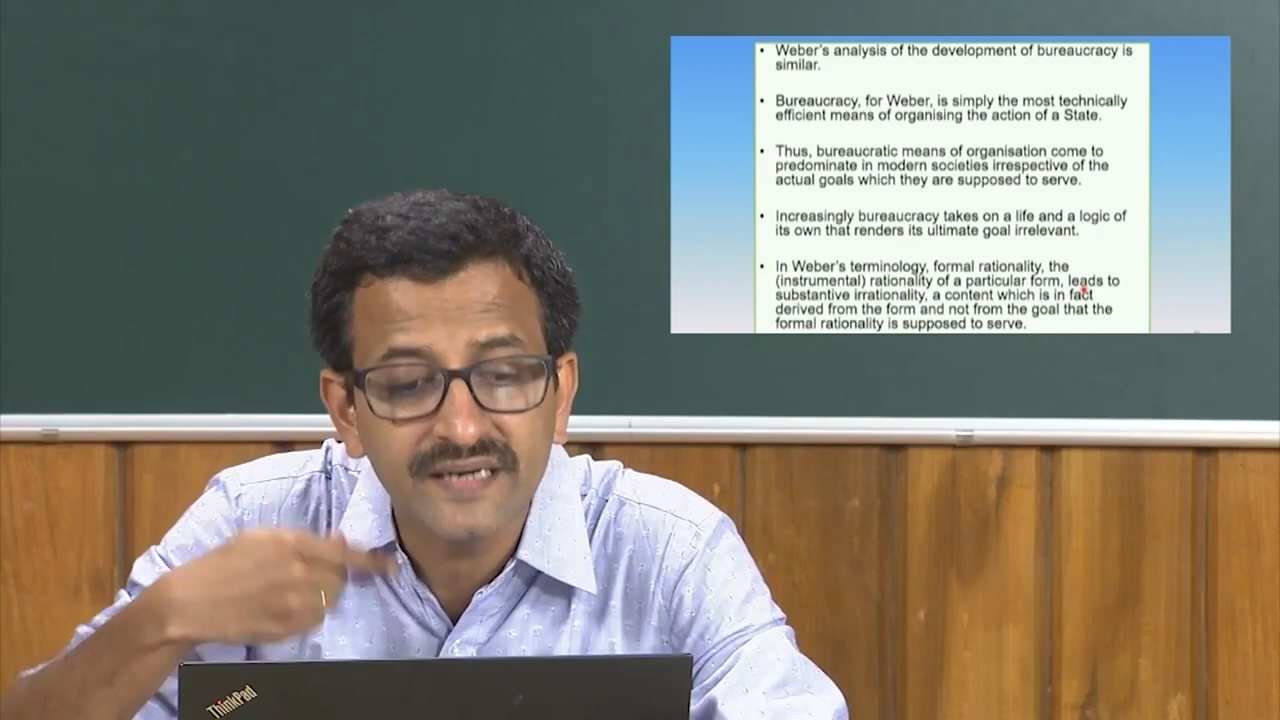 • Weber's analysis of the development of bureaucracy is
similar.
• Bureaucracy, for Weber, is simply the most technically
efficient means of organising the action of a State.
• Thus, bureaucratic means of organisation come to
predominate in modern societies irrespective of the
actual goals which they are supposed to serve.
• Increasingly bureaucracy takes on a life and a logic of
its own that renders its ultimate goal irrelevant.
• In Weber's terminology, formal rationality, the
(instrumental) rationality of a particular form, leads to
substantive irrationality, a content which is in fact
derived from the form and not from the goal that the
formal rationality is supposed to serve.
ThinkPad